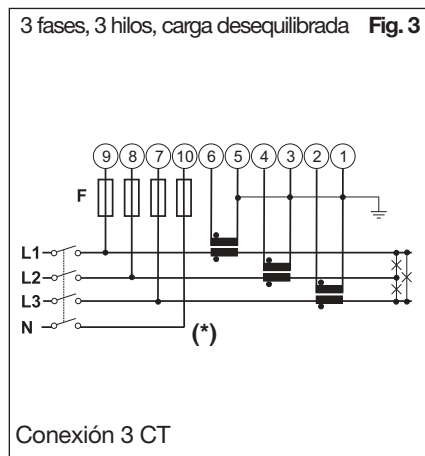 3 fases, 3 hilos, carga desequilibrada Fig. 3
9 8 7 10 6 5 4 3 2 1
F
L1
L2
L3
N (*)
Conexión 3 CT